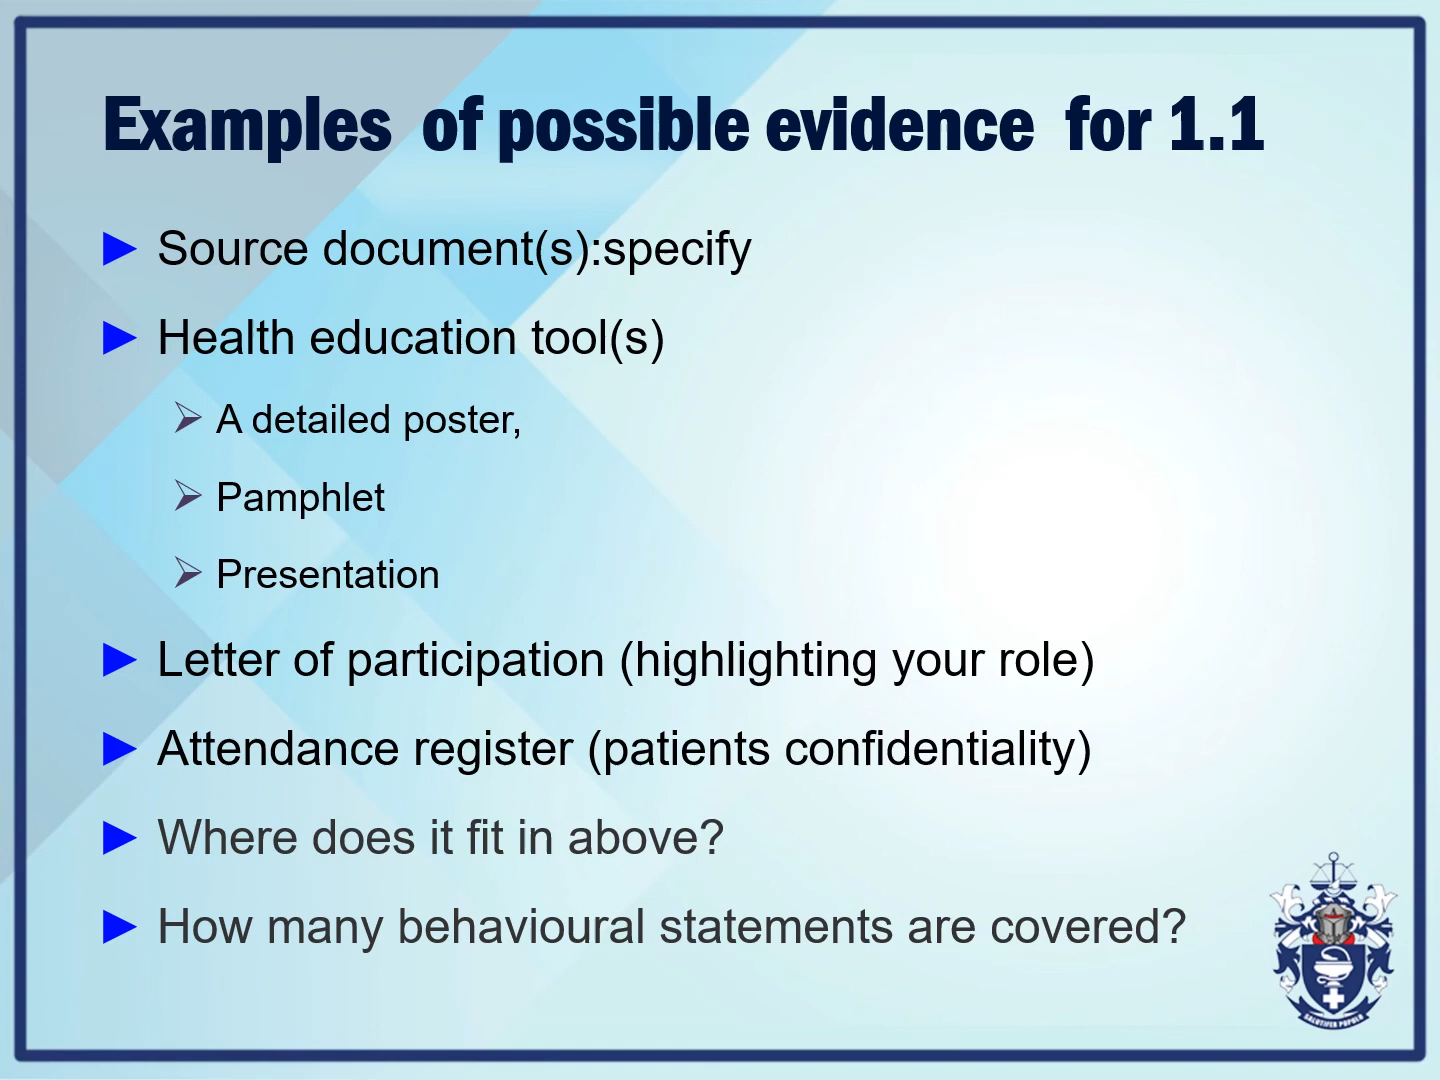 Examples of possible evidence for 1.1
Source document(s):specify
Health education tool(s)
A detailed poster,
Pamphlet
Presentation
Letter of participation (highlighting your role)
Attendance register (patients confidentiality)
Where does it fit in above?
How many behavioural statements are covered?
SALUTIFER POPULO